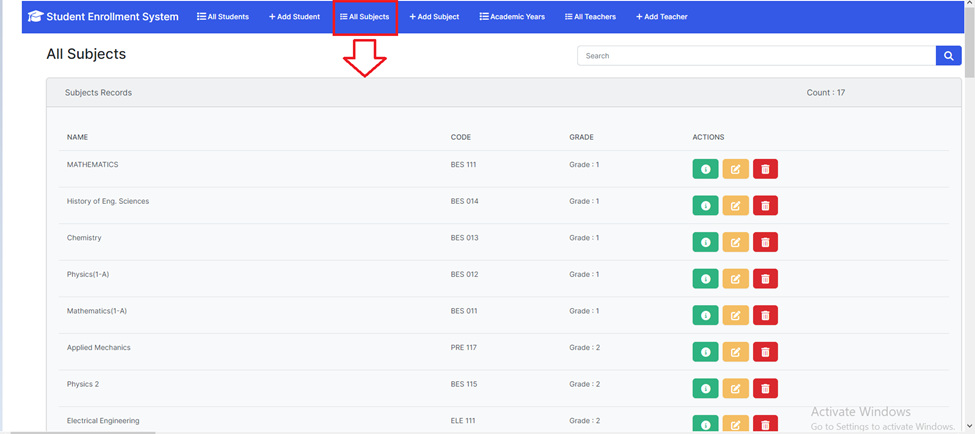 Student Enrollment System All Students + Add Student All Subjects + Add Subject Academic Years All Teachers + Add Teacher
All Subjects Search
Subjects Records Count : 17
NAME CODE GRADE ACTIONS
MATHEMATICS BES 111 Grade : 1
History of Eng. Sciences BES 014 Grade : 1
Chemistry BES 013 Grade : 1
Physics(1-A) BES 012 Grade : 1
Mathematics(1-A) BES 011 Grade : 1
Applied Mechanics PRE 117 Grade : 2
Physics 2 BES 115 Grade : 2
Electrical Engineering ELE 111 Grade : 2
Activate Windows
Go to Settings to activate Windows.